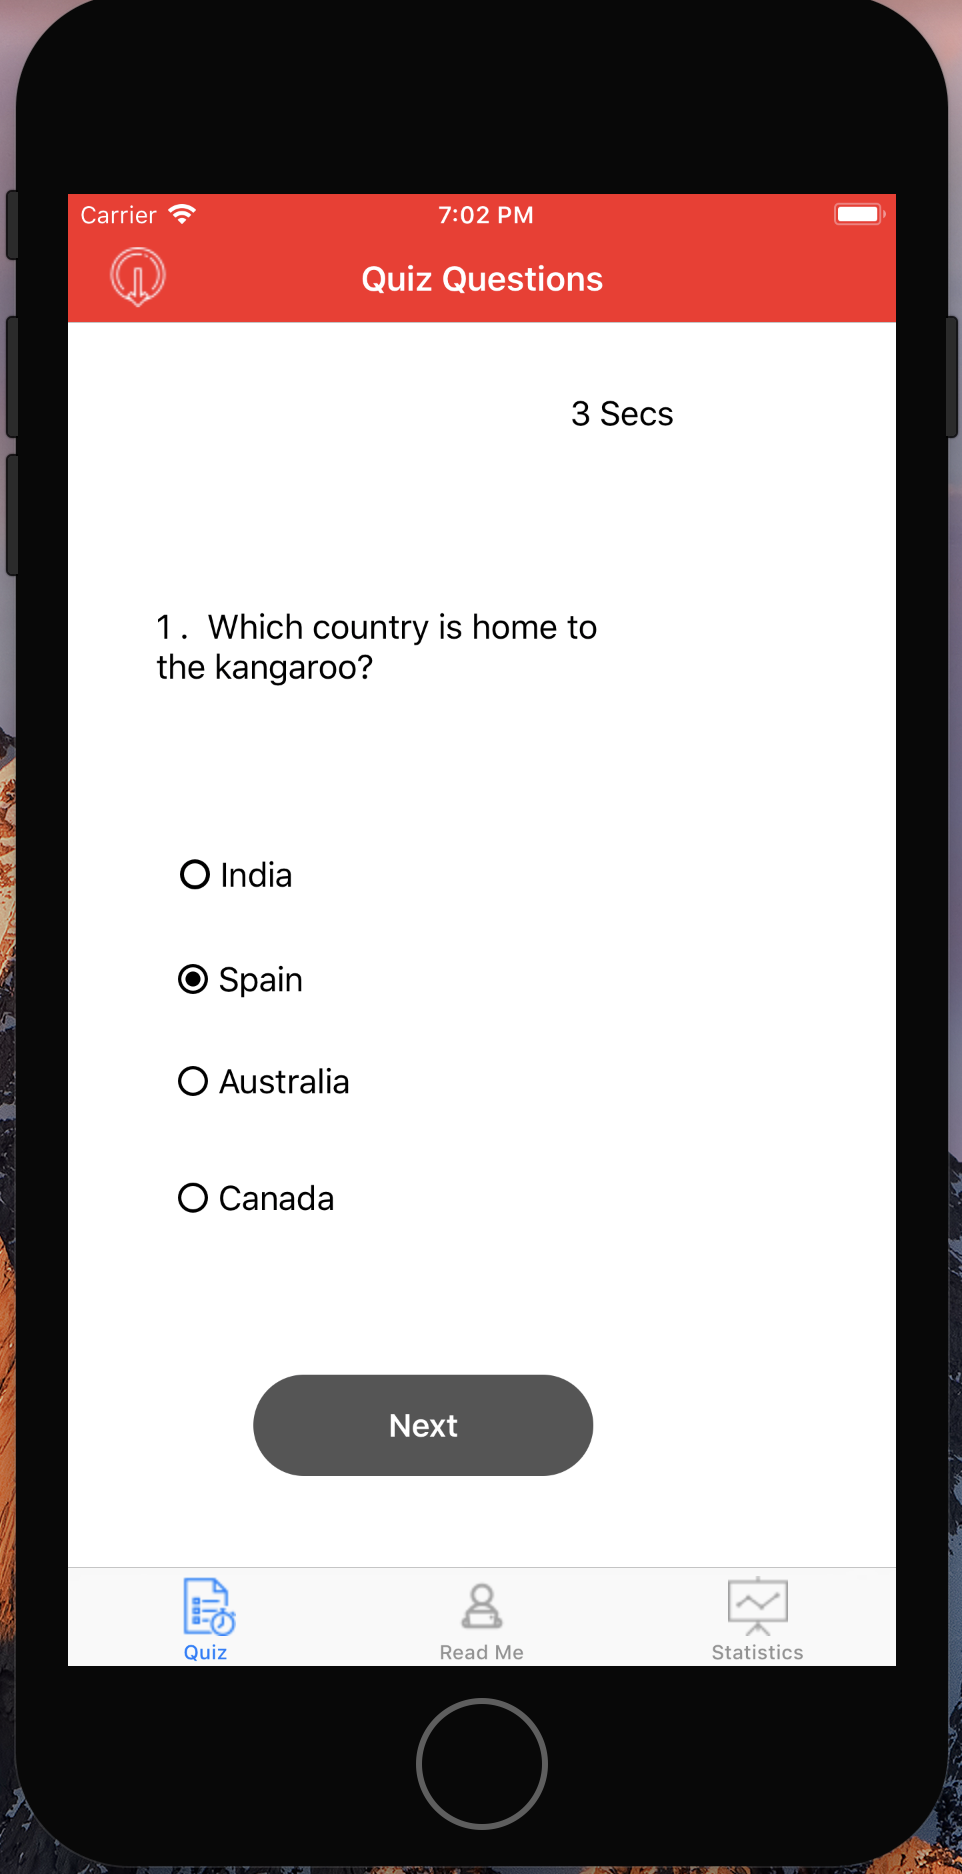 Carrier
7:02 PM
Quiz Questions
3 Secs
1 . Which country is home to
the kangaroo?
India
Spain
Australia
Canada
Next
Quiz
Read Me
Statistics